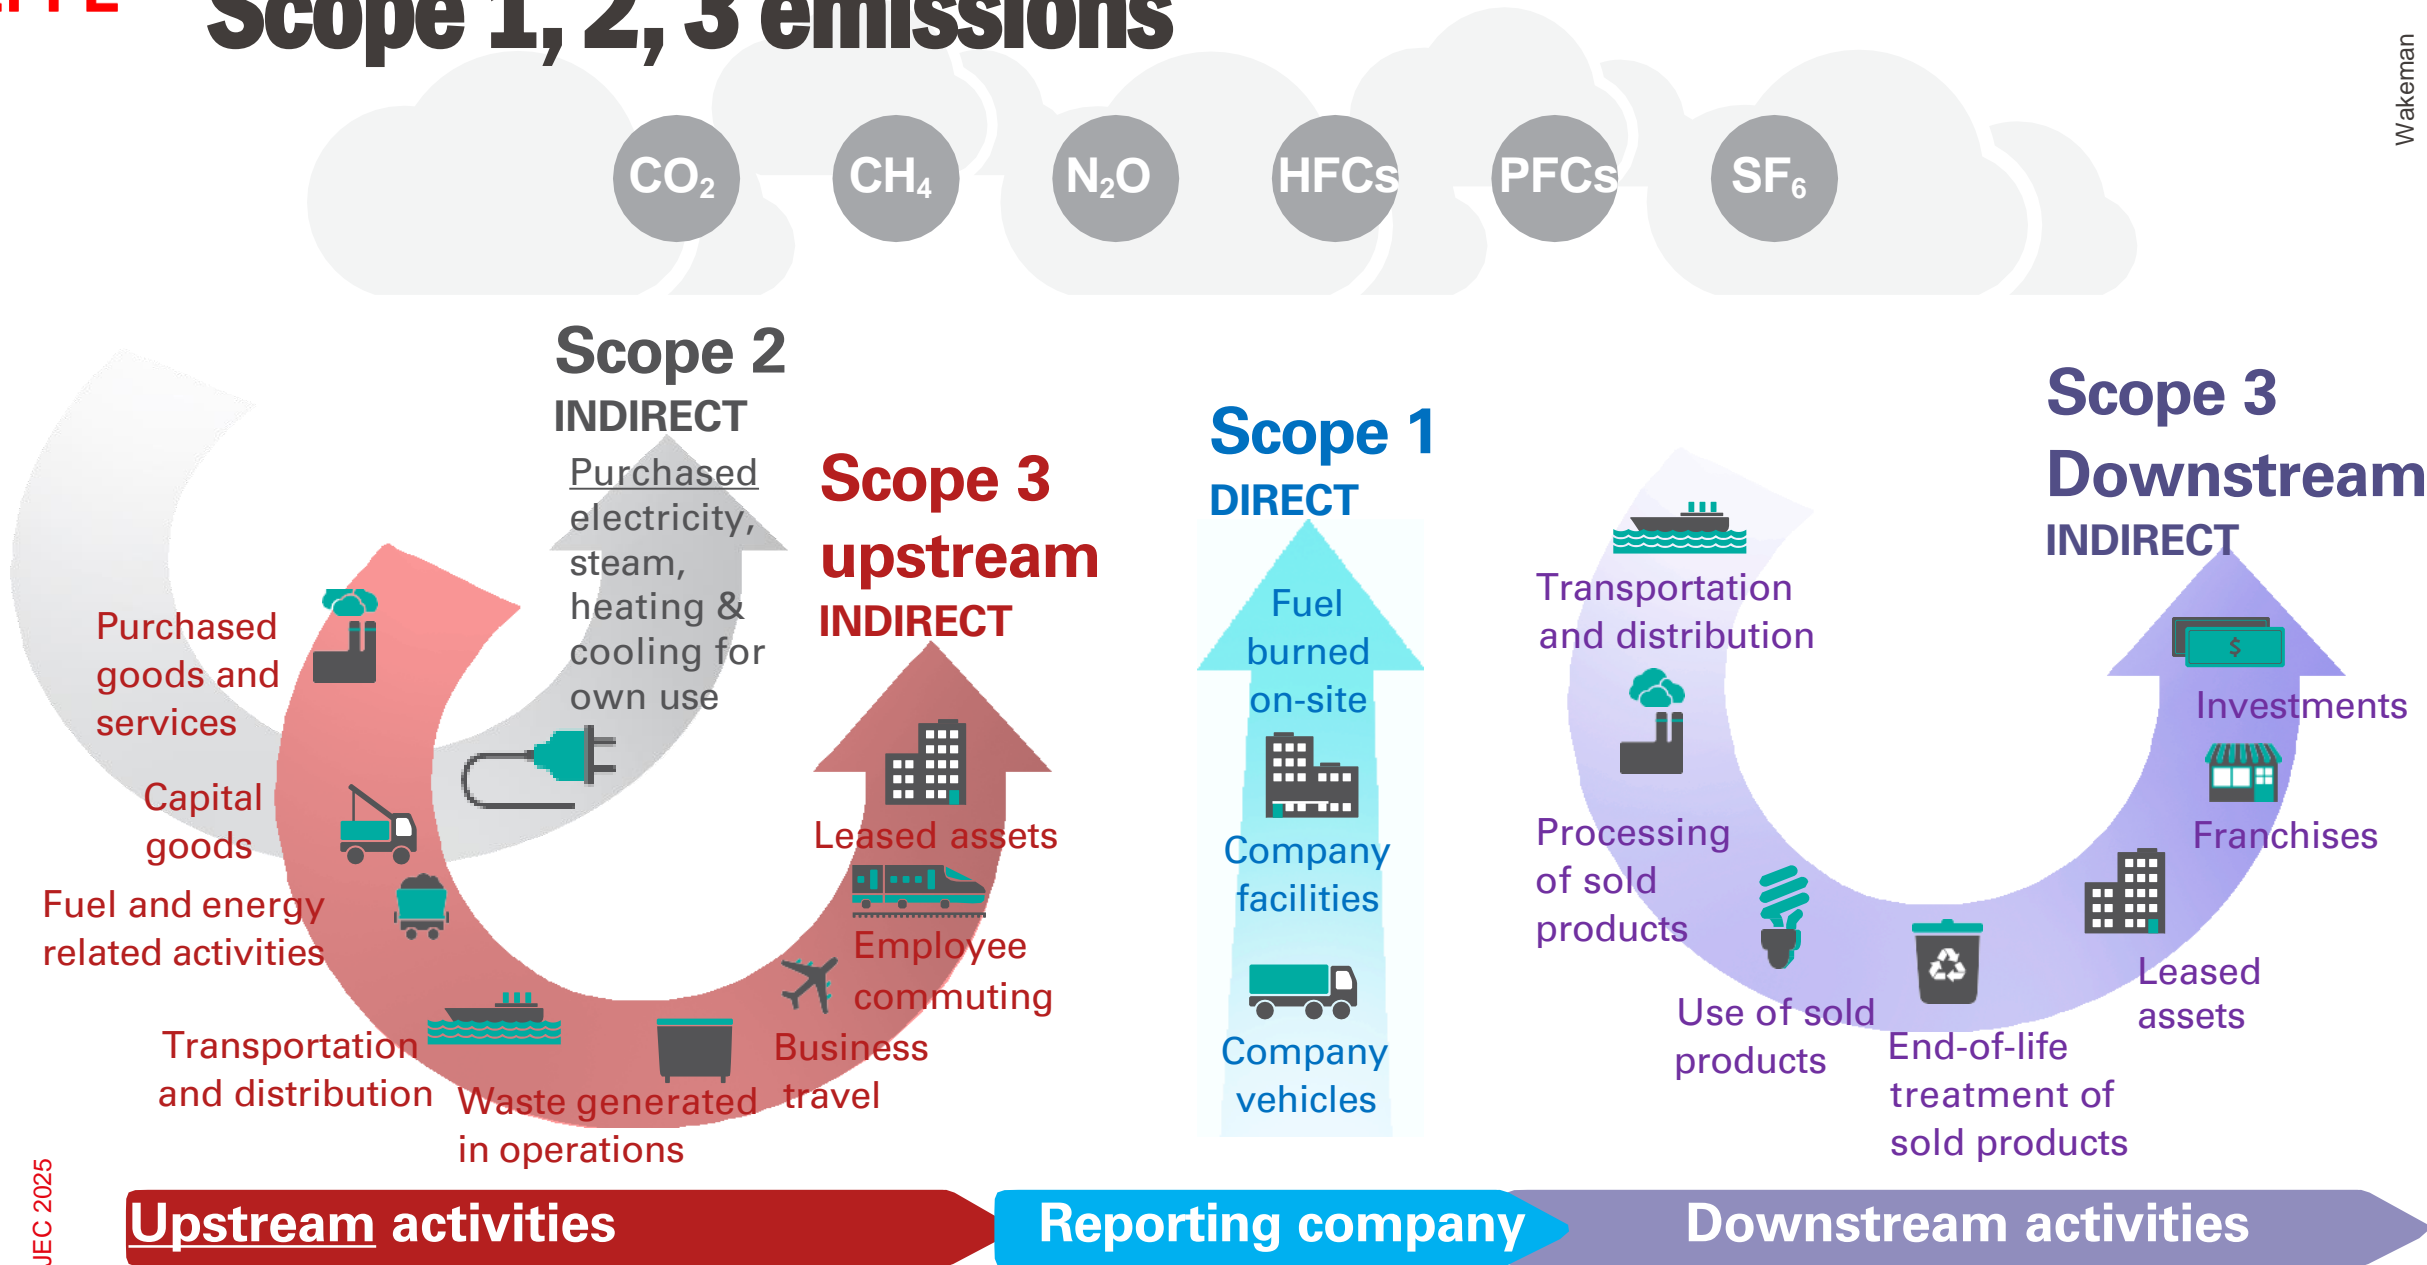 Scope 1, 2, 3 emissions
Wakeman
CO₂
CH₄
N₂O
HFCs
PFCs
SF₆
Scope 2
INDIRECT
Purchased
electricity,
steam,
heating &
cooling for
own use
Scope 3
upstream
INDIRECT
Purchased
goods and
services
Capital
goods
Fuel and energy
related activities
Transportation
and distribution
Waste generated
in operations
Business
travel
Employee
commuting
Leased assets
Scope 1
DIRECT
Fuel
burned
on-site
Company
facilities
Company
vehicles
Scope 3
Downstream
INDIRECT
Transportation
and distribution
Processing
of sold
products
Use of sold
products
End-of-life
treatment of
sold products
Leased
assets
Franchises
Investments
$
JEC 2025
Upstream activities
Reporting company
Downstream activities